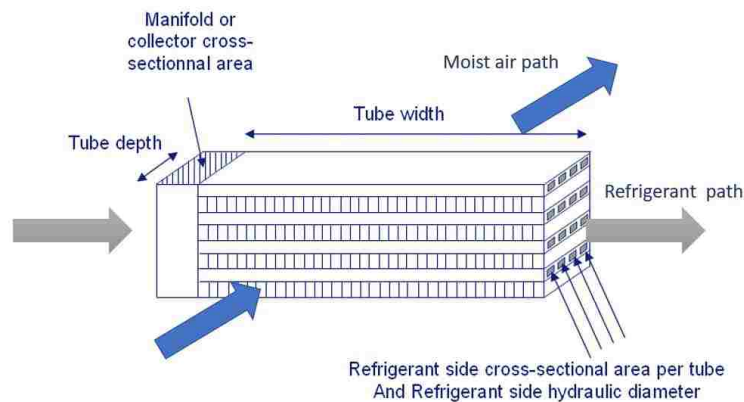 Manifold or
collector cross-
sectionnal area
Moist air path
Tube width
Tube depth
Refrigerant path
Refrigerant side cross-sectional area per tube
And Refrigerant side hydraulic diameter